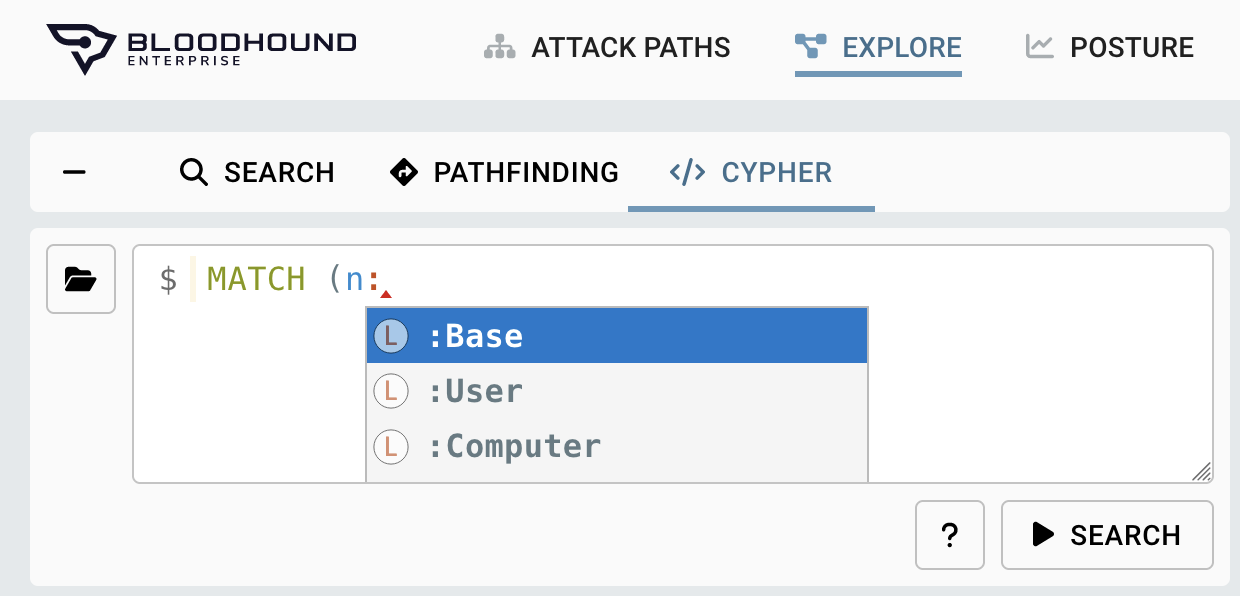 BLOODHOUND
ENTERPRISE
ATTACK PATHS
EXPLORE
POSTURE
SEARCH
PATHFINDING
</> CYPHER
$ MATCH (n:
L :Base
L :User
L :Computer
?
SEARCH